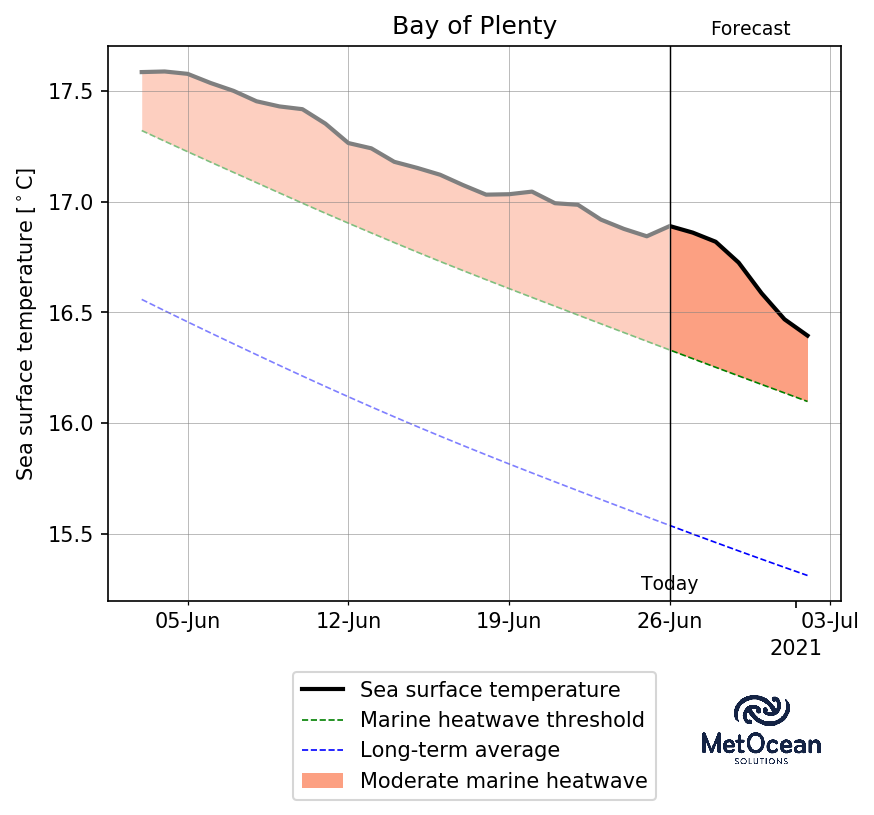 Bay of Plenty
Forecast
Sea surface temperature [°C]
17.5
17.0
16.5
16.0
15.5
Today
05-Jun
12-Jun
19-Jun
26-Jun
03-Jul
2021
Sea surface temperature
Marine heatwave threshold
Long-term average
Moderate marine heatwave
MetOcean
SOLUTIONS